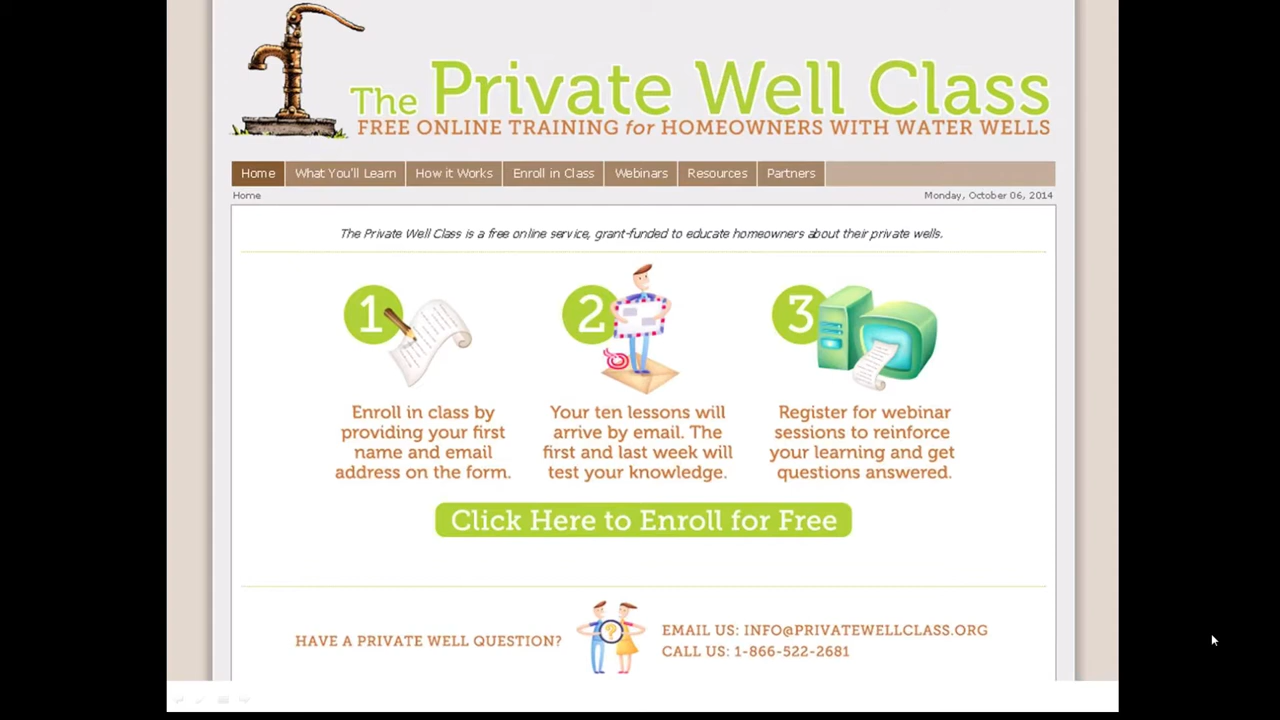 The Private Well Class
FREE ONLINE TRAINING for HOMEOWNERS WITH WATER WELLS
Home What You'll Learn How it Works Enroll in Class Webinars Resources Partners
Home Monday, October 06, 2014
The Private Well Class is a free online service, grant-funded to educate homeowners about their private wells.
1
Enroll in class by
providing your first
name and email
address on the form.
2
Your ten lessons will
arrive by email. The
first and last week will
test your knowledge.
3
Register for webinar
sessions to reinforce
your learning and get
questions answered.
Click Here to Enroll for Free
HAVE A PRIVATE WELL QUESTION?
?
EMAIL US: INFO@PRIVATEWELLCLASS.ORG
CALL US: 1-866-522-2681